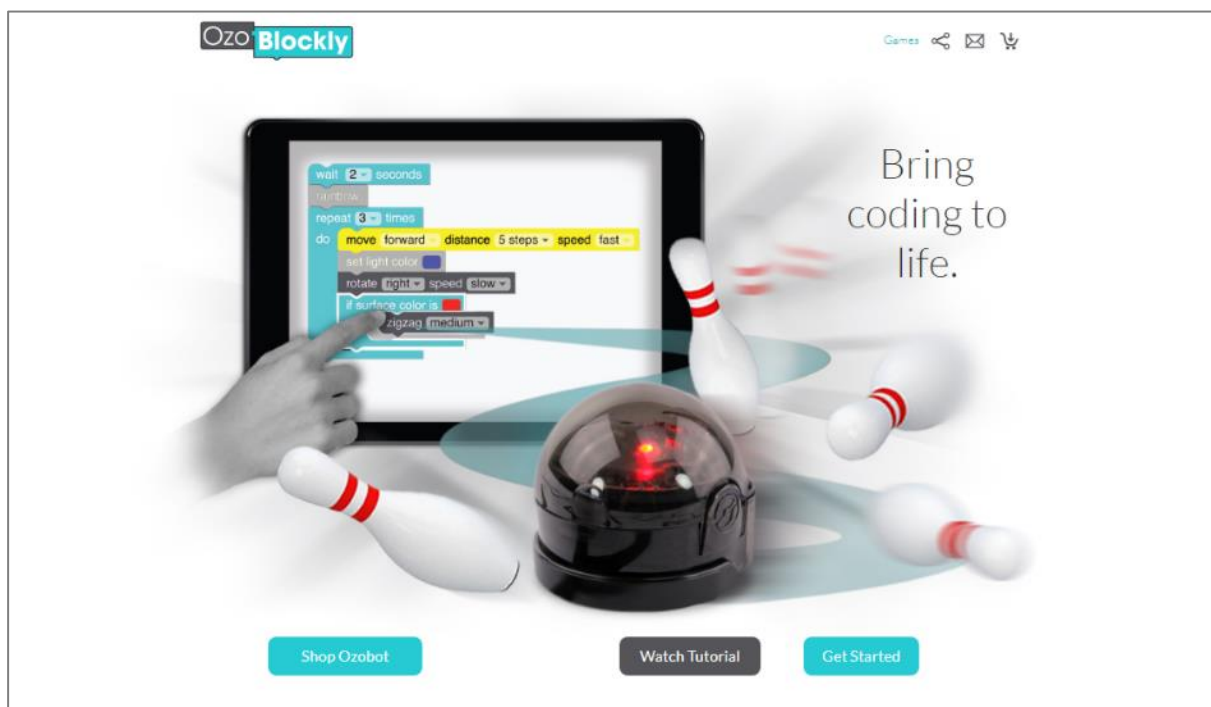 Ozo Blockly
Games
Bring
coding to
life.
wait 2 seconds
rainbow
repeat 3 times
do move forward distance 5 steps speed fast
set light color
rotate right speed slow
if surface color is
zigzag medium
Shop Ozobot
Watch Tutorial
Get Started